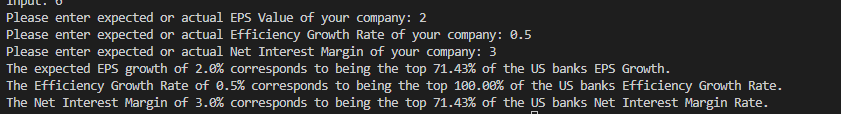 Input: 6
Please enter expected or actual EPS Value of your company: 2
Please enter expected or actual Efficiency Growth Rate of your company: 0.5
Please enter expected or actual Net Interest Margin of your company: 3
The expected EPS growth of 2.0% corresponds to being the top 71.43% of the US banks EPS Growth.
The Efficiency Growth Rate of 0.5% corresponds to being the top 100.00% of the US banks Efficiency Growth Rate.
The Net Interest Margin of 3.0% corresponds to being the top 71.43% of the US banks Net Interest Margin Rate.